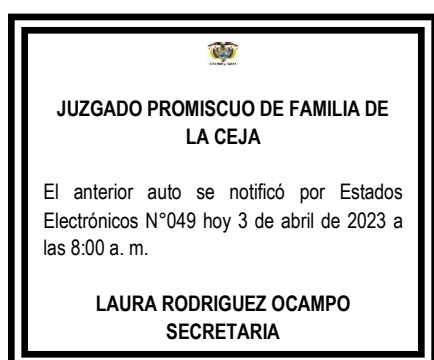 JUZGADO PROMISCUO DE FAMILIA DE
LA CEJA
El anterior auto se notificó por Estados
Electrónicos N°049 hoy 3 de abril de 2023 a
las 8:00 a. m.
LAURA RODRIGUEZ OCAMPO
SECRETARIA